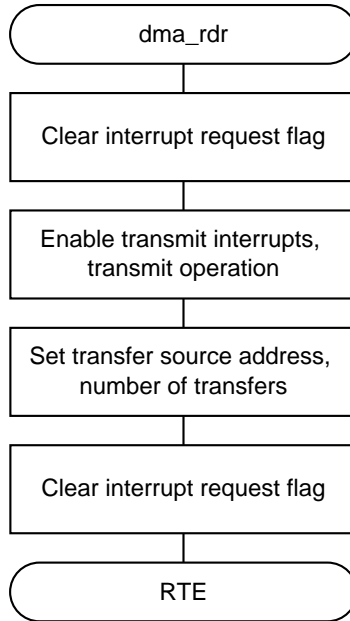 dma_rdr
Clear interrupt request flag
Enable transmit interrupts,
transmit operation
Set transfer source address,
number of transfers
Clear interrupt request flag
RTE